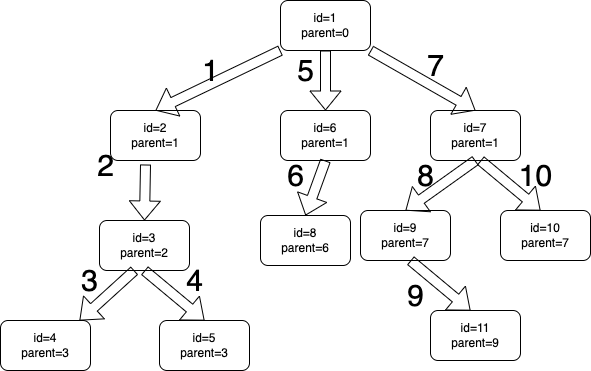 id=1
parent=0
1
5
7
id=2
parent=1
id=6
parent=1
id=7
parent=1
2
6
8
10
id=3
parent=2
id=8
parent=6
id=9
parent=7
id=10
parent=7
3
4
9
id=4
parent=3
id=5
parent=3
id=11
parent=9